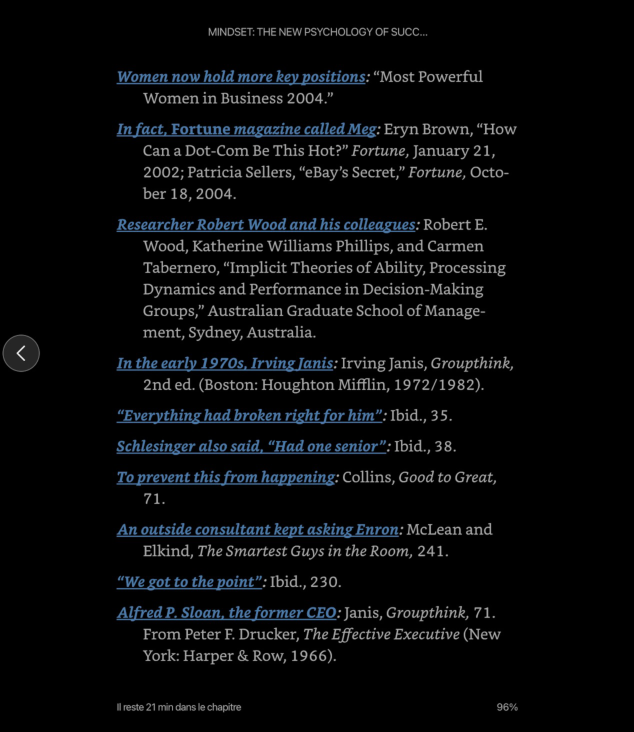 MINDSET: THE NEW PSYCHOLOGY OF SUCC...
Women now hold more key positions: “Most Powerful
Women in Business 2004.”
In fact, Fortune magazine called Meg: Eryn Brown, “How
Can a Dot-Com Be This Hot?” Fortune, January 21,
2002; Patricia Sellers, “eBay’s Secret,” Fortune, Octo-
ber 18, 2004.
Researcher Robert Wood and his colleagues: Robert E.
Wood, Katherine Williams Phillips, and Carmen
Tabernero, “Implicit Theories of Ability, Processing
Dynamics and Performance in Decision-Making
Groups,” Australian Graduate School of Manage-
ment, Sydney, Australia.
In the early 1970s, Irving Janis: Irving Janis, Groupthink,
2nd ed. (Boston: Houghton Mifflin, 1972/1982).
“Everything had broken right for him”: Ibid., 35.
Schlesinger also said, “Had one senior”: Ibid., 38.
To prevent this from happening: Collins, Good to Great,
71.
An outside consultant kept asking Enron: McLean and
Elkind, The Smartest Guys in the Room, 241.
“We got to the point”: Ibid., 230.
Alfred P. Sloan, the former CEO: Janis, Groupthink, 71.
From Peter F. Drucker, The Effective Executive (New
York: Harper & Row, 1966).
Il reste 21 min dans le chapitre
96%